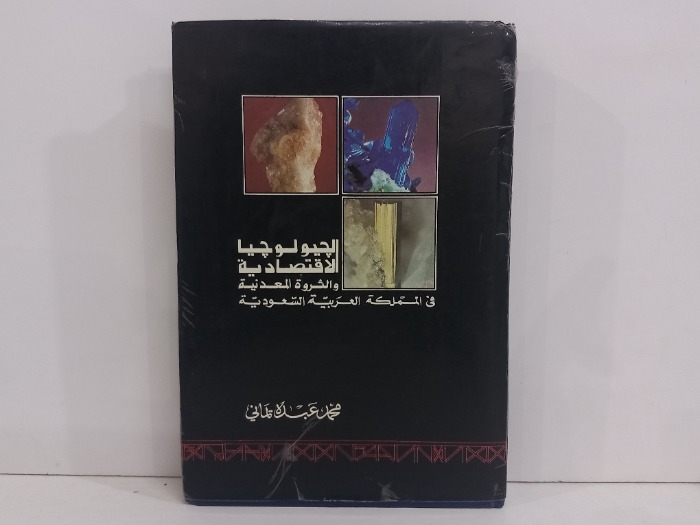 الجيولوجيا
الاقتصادية
والثروة المعدنية
في المملكة العربية السعودية
محمد عبده يماني